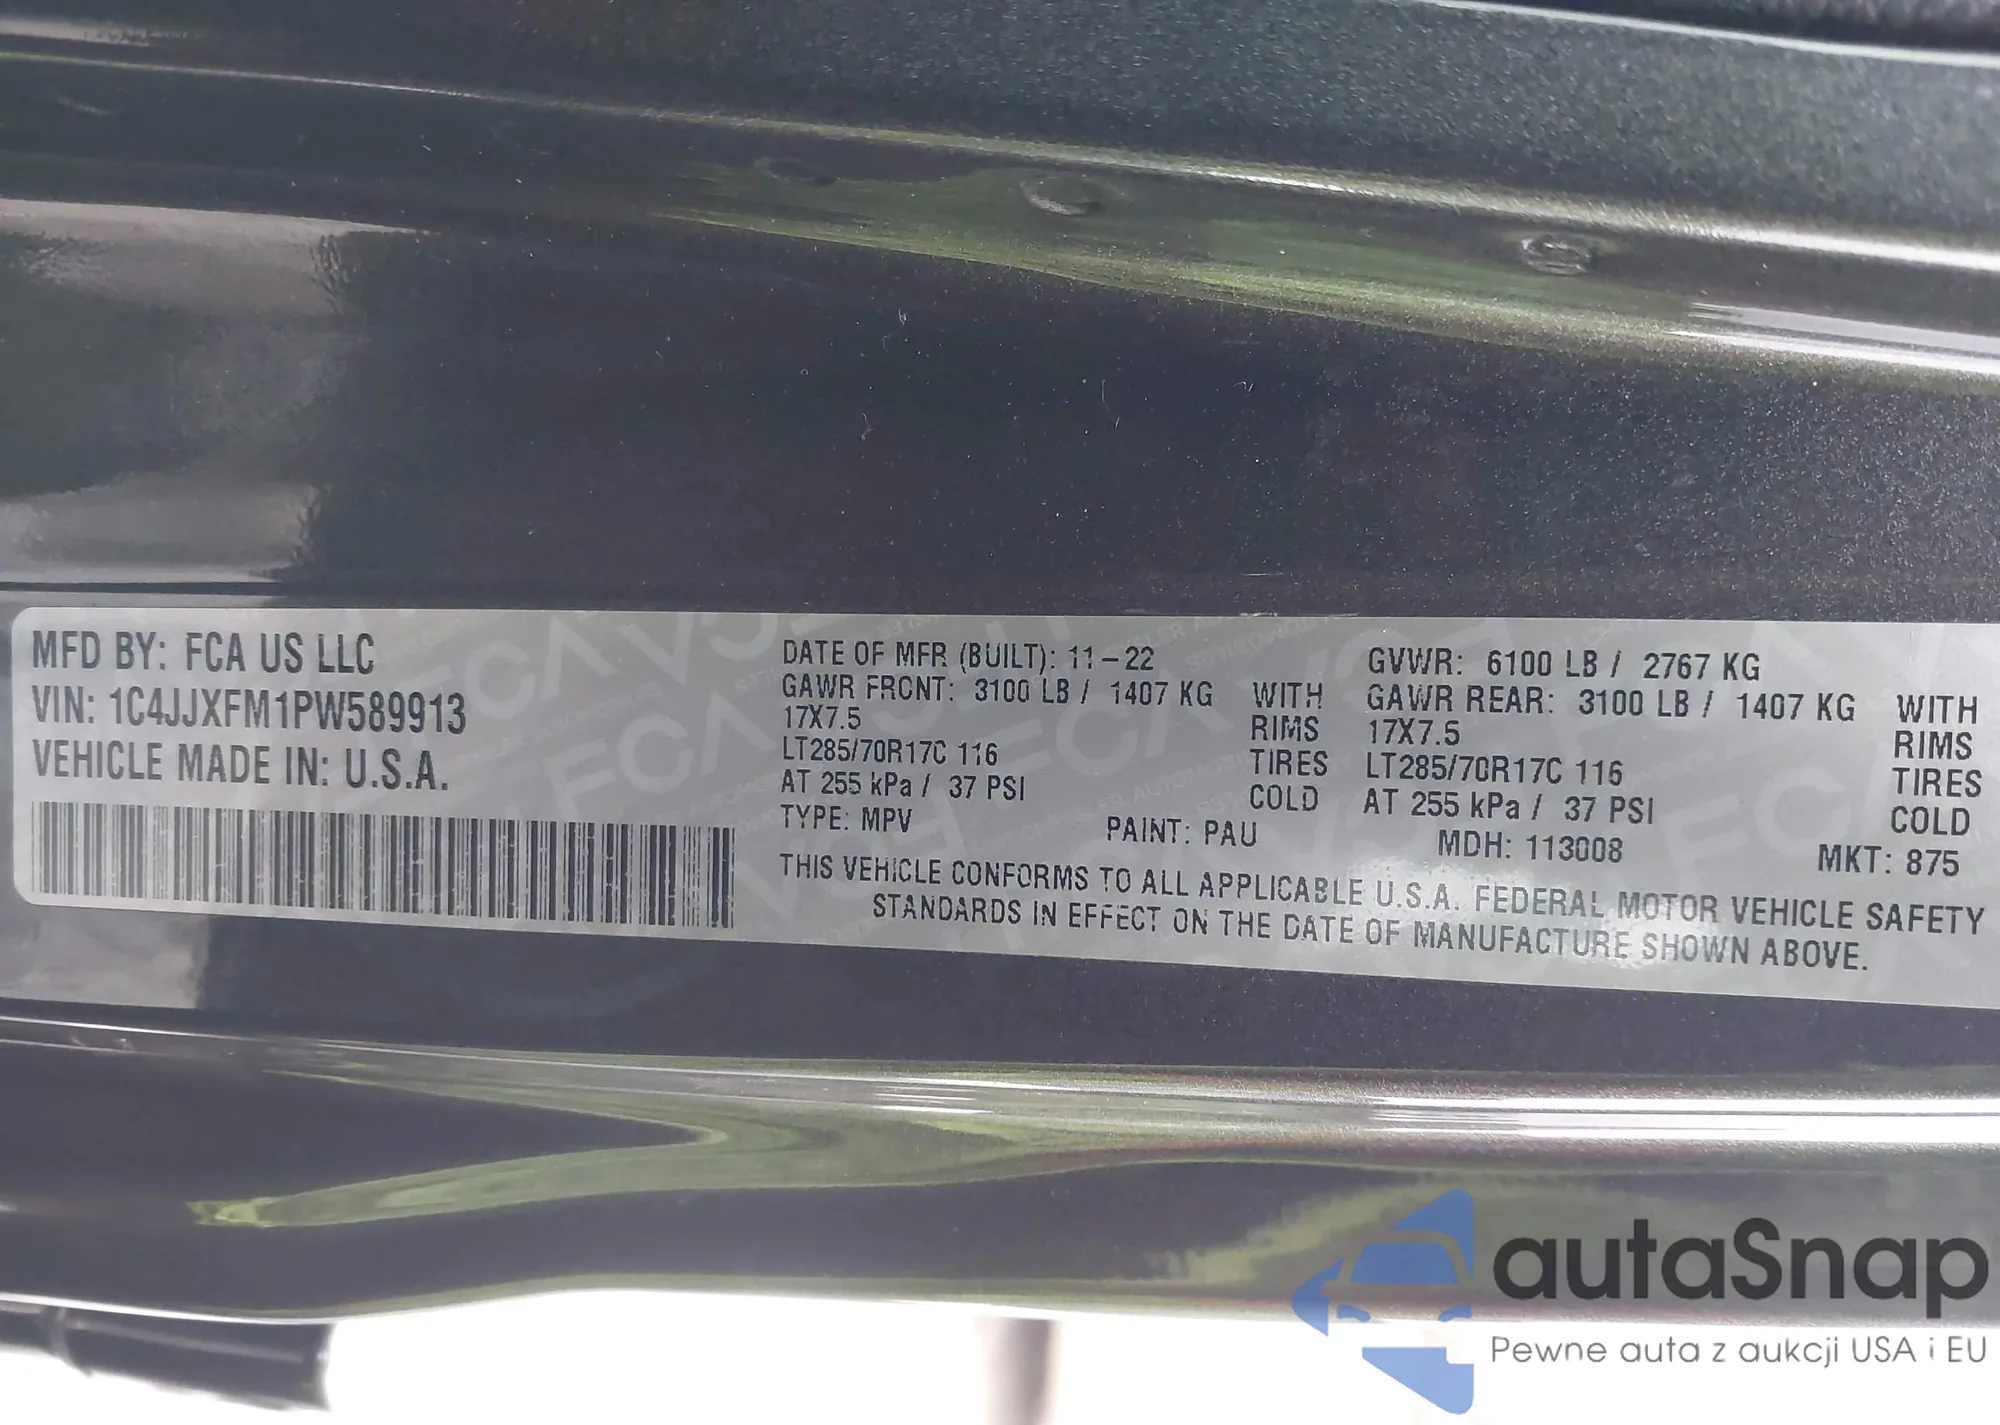 MFD BY: FCA US LLC
VIN: 1C4JJXFM1PW589913
VEHICLE MADE IN: U.S.A.
DATE OF MFR (BUILT): 11-22
GVWR: 6100 LB / 2767 KG
GAWR FRONT: 3100 LB / 1407 KG WITH
17X7.5 RIMS
LT285/70R17C 116 TIRES
AT 255 kPa / 37 PSI COLD
GAWR REAR: 3100 LB / 1407 KG WITH
17X7.5 RIMS
LT285/70R17C 116 TIRES
AT 255 kPa / 37 PSI COLD
TYPE: MPV PAINT: PAU MDH: 113008 MKT: 875
THIS VEHICLE CONFORMS TO ALL APPLICABLE U.S.A. FEDERAL MOTOR VEHICLE SAFETY
STANDARDS IN EFFECT ON THE DATE OF MANUFACTURE SHOWN ABOVE.
autaSnap
Pewne auta z aukcji USA i EU